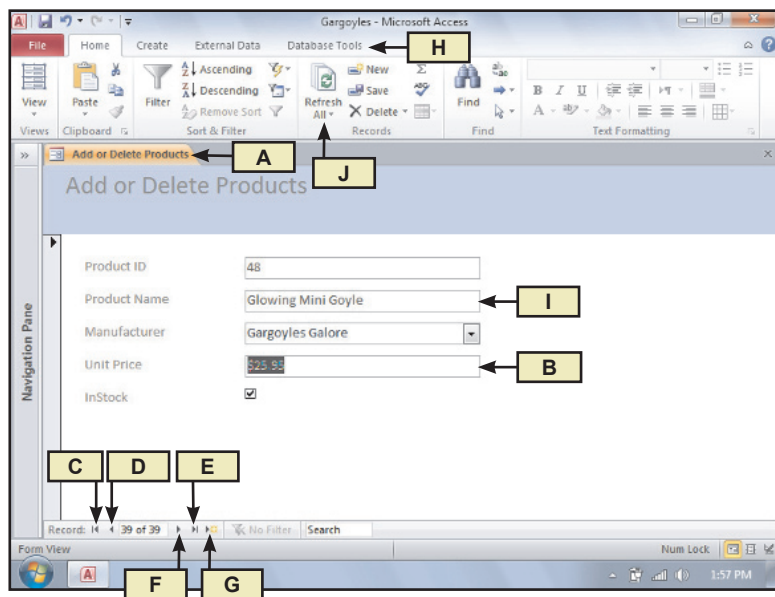 Gargoyles - Microsoft Access
File Home Create External Data Database Tools H
View Paste Filter Ascending Descending Remove Sort Refresh All New Save Delete Find B I U A
Views Clipboard Sort & Filter Records Find Text Formatting
Add or Delete Products A J
Add or Delete Products
Product ID 48
Product Name Glowing Mini Goyle I
Manufacturer Gargoyles Galore
Unit Price $25.95 B
InStock
Navigation Pane
C D E
Record: 39 of 39 No Filter Search
Form View Num Lock
A 1:57 PM
F G